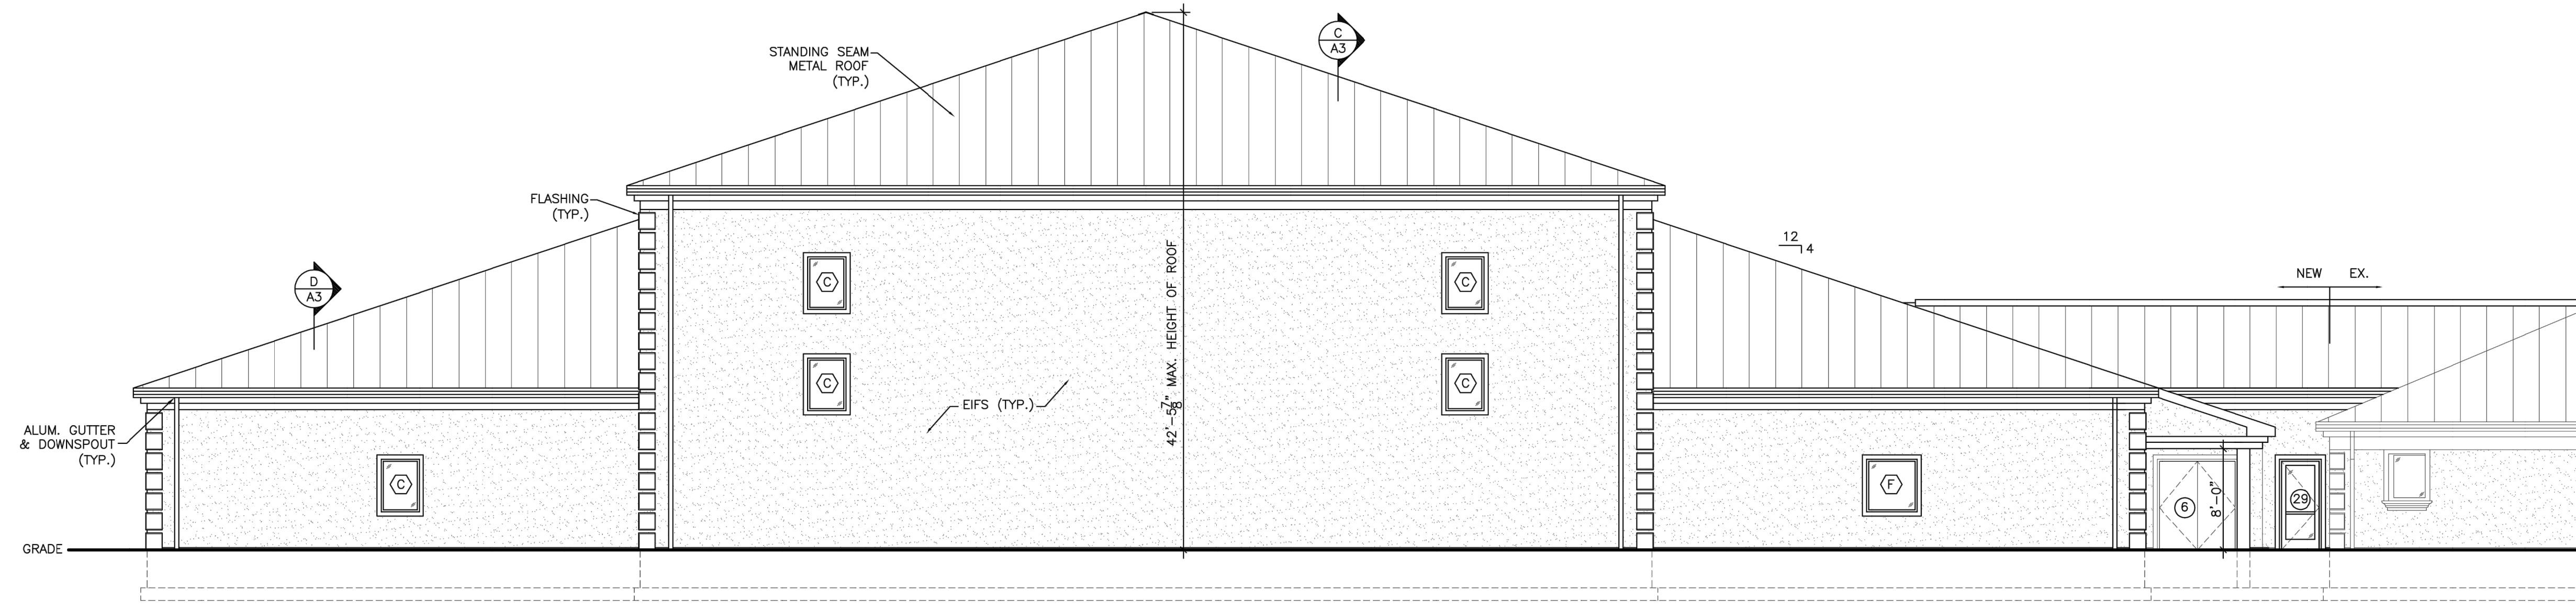 C
A3
STANDING SEAM
METAL ROOF
(TYP.)
FLASHING
(TYP.)
12
4
D
A3
NEW EX.
C
C
42'-5 7/8" MAX. HEIGHT OF ROOF
C
C
EIFS (TYP.)
ALUM. GUTTER
& DOWNSPOUT
(TYP.)
C
F
6
8'-0"
29
GRADE